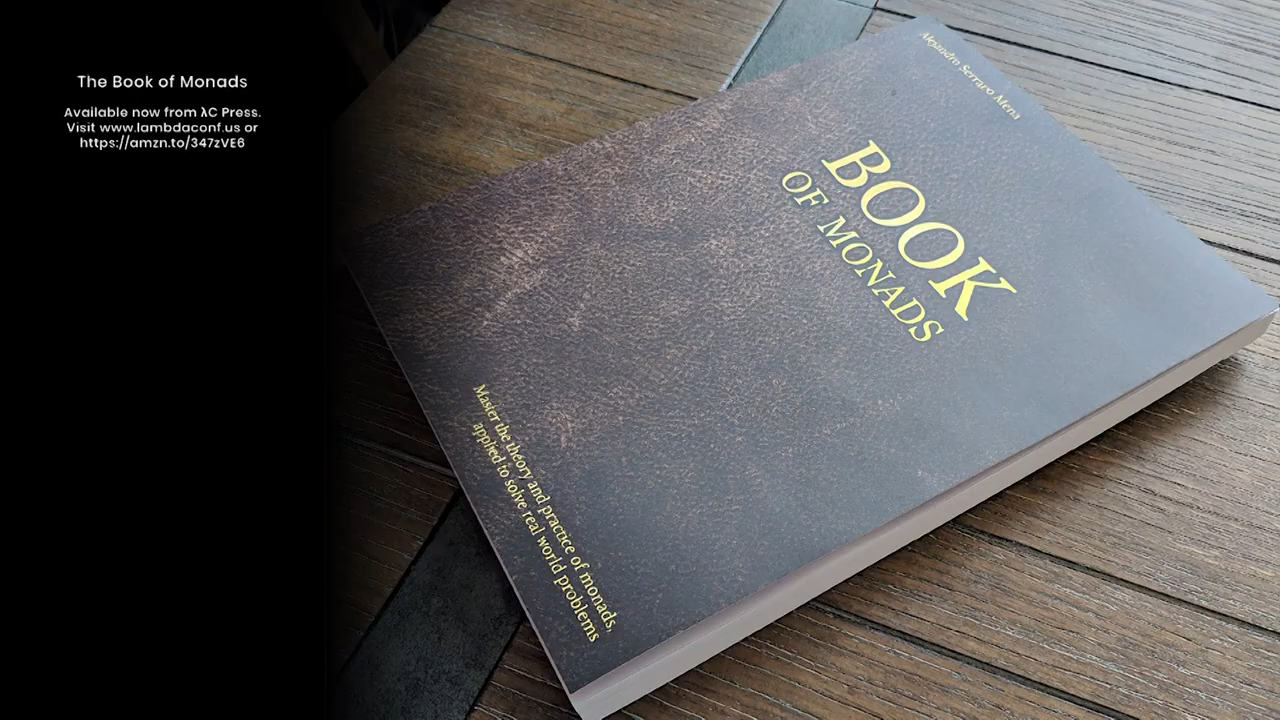 The Book of Monads
Available now from λC Press.
Visit www.lambdaconf.us or
https://amzn.to/347zVE6
Alejandro Serrano Mena
BOOK
OF MONADS
Master the theory and practice of monads,
applied to solve real world problems